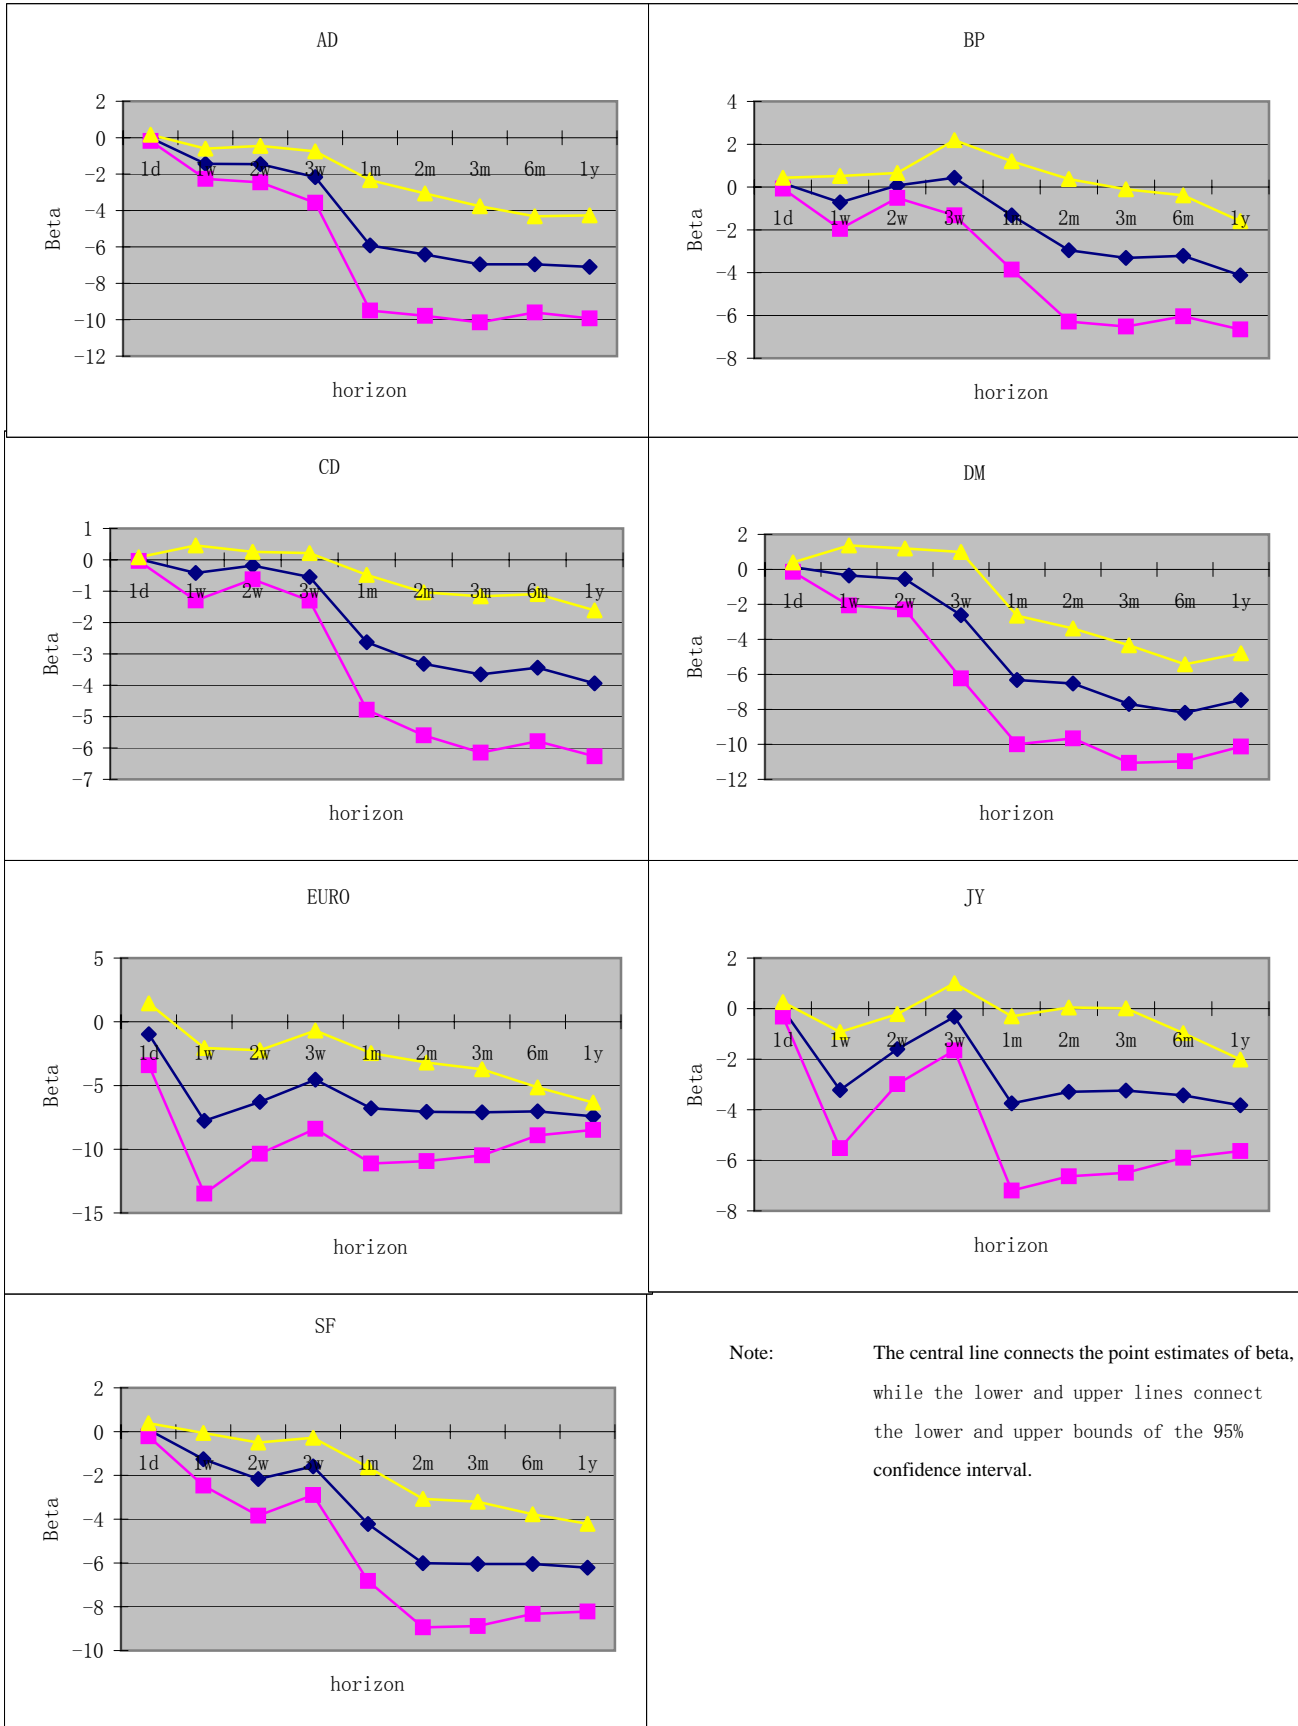 AD
2
0
-2
-4
-6
-8
-10
-12
Beta
1d 1w 2w 3w 1m 2m 3m 6m 1y
horizon
BP
4
2
0
-2
-4
-6
-8
Beta
1d 1w 2w 3w 1m 2m 3m 6m 1y
horizon
CD
1
0
-1
-2
-3
-4
-5
-6
-7
Beta
1d 1w 2w 3w 1m 2m 3m 6m 1y
horizon
DM
2
0
-2
-4
-6
-8
-10
-12
Beta
1d 1w 2w 3w 1m 2m 3m 6m 1y
horizon
EURO
5
0
-5
-10
-15
Beta
1d 1w 2w 3w 1m 2m 3m 6m 1y
horizon
JY
2
0
-2
-4
-6
-8
Beta
1d 1w 2w 3w 1m 2m 3m 6m 1y
horizon
SF
2
0
-2
-4
-6
-8
-10
Beta
1d 1w 2w 3w 1m 2m 3m 6m 1y
horizon
Note: The central line connects the point estimates of beta,
while the lower and upper lines connect
the lower and upper bounds of the 95%
confidence interval.